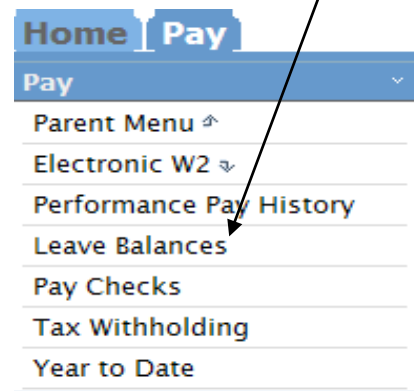 Home Pay
Pay
Parent Menu
Electronic W2
Performance Pay History
Leave Balances
Pay Checks
Tax Withholding
Year to Date